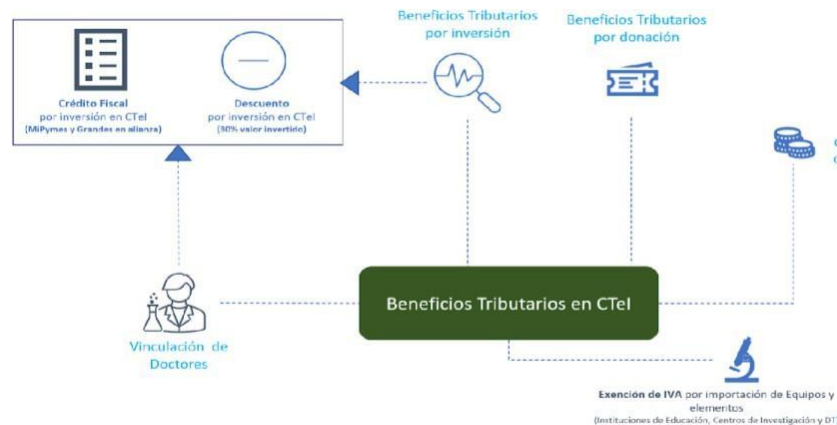 Beneficios Tributarios
por inversión
Beneficios Tributarios
por donación
Crédito Fiscal
por inversión en CTeI
(MiPymes y Grandes en alianza)
Descuento
por inversión en CTeI
(30% valor invertido)
Beneficios Tributarios en CTeI
Vinculación de
Doctores
Exención de IVA por importación de Equipos y
elementos
(Instituciones de Educación, Centros de Investigación y DT